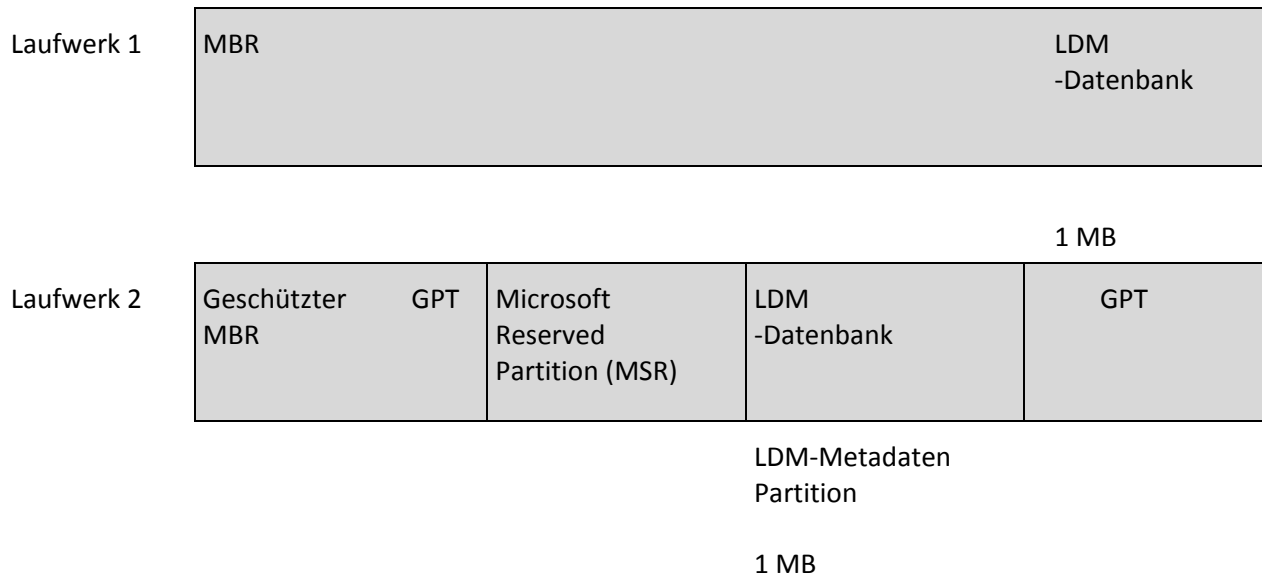 Laufwerk 1
MBR
LDM
-Datenbank
1 MB
Laufwerk 2
Geschützter GPT
MBR
Microsoft
Reserved
Partition (MSR)
LDM
-Datenbank
GPT
LDM-Metadaten
Partition
1 MB